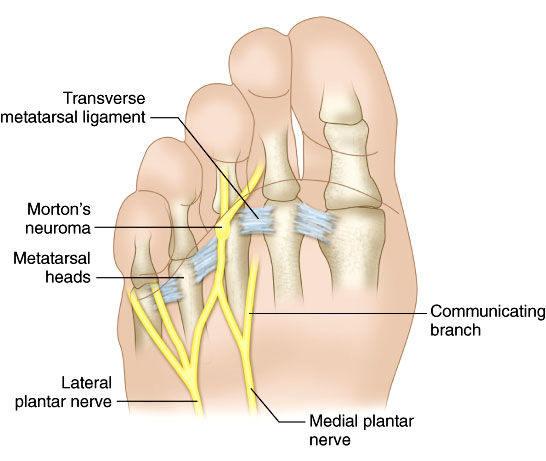 Transverse
metatarsal ligament
Morton's
neuroma
Metatarsal
heads
Communicating
branch
Lateral
plantar nerve
Medial plantar
nerve